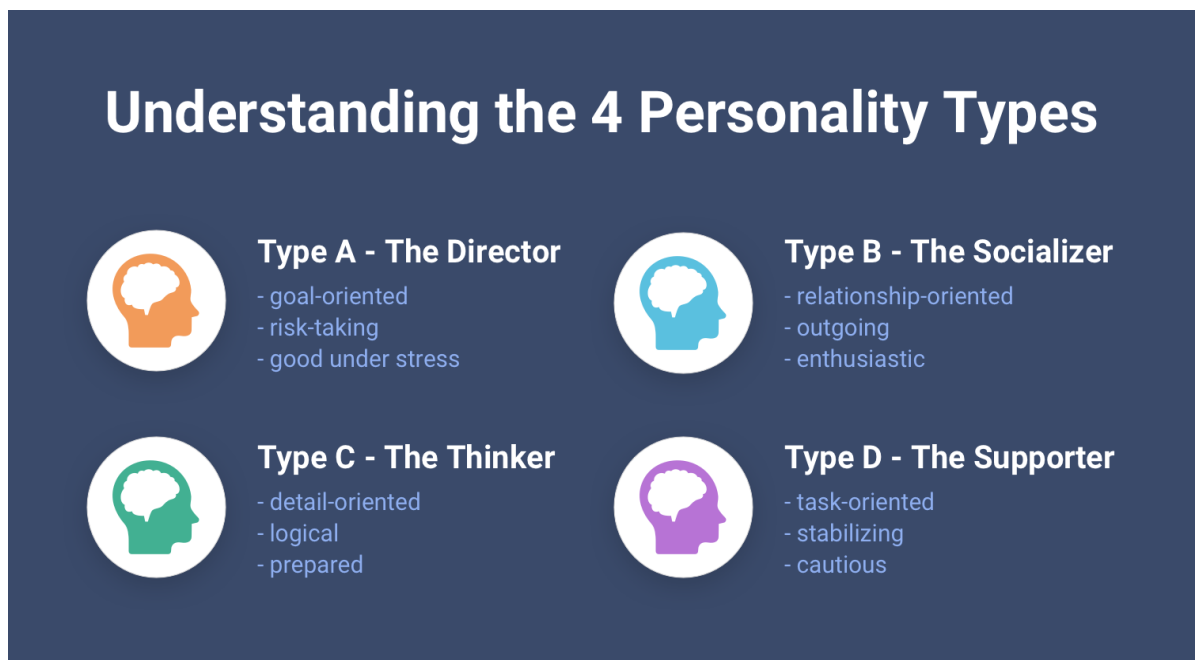 Understanding the 4 Personality Types
Type A - The Director
- goal-oriented
- risk-taking
- good under stress
Type B - The Socializer
- relationship-oriented
- outgoing
- enthusiastic
Type C - The Thinker
- detail-oriented
- logical
- prepared
Type D - The Supporter
- task-oriented
- stabilizing
- cautious